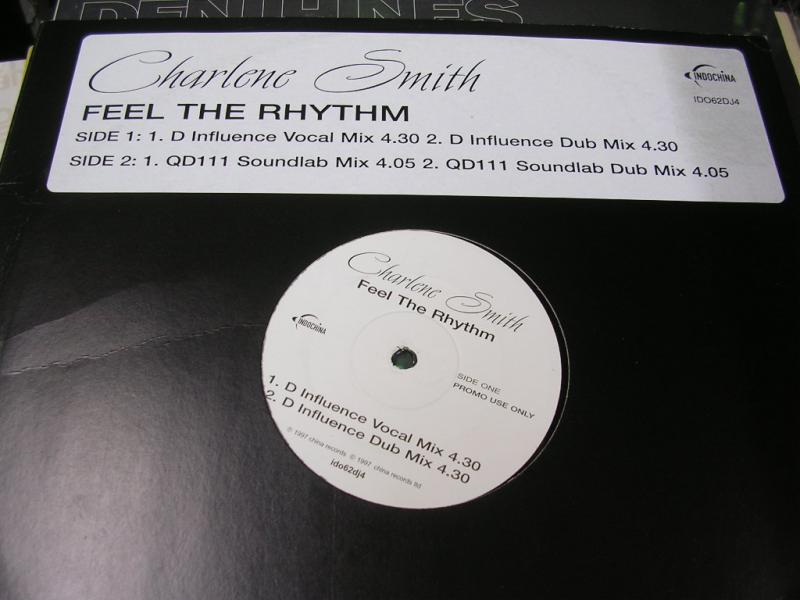 Charlene Smith
INDOCHINA
IDO62DJ4
FEEL THE RHYTHM
SIDE 1: 1. D Influence Vocal Mix 4.30 2. D Influence Dub Mix 4.30
SIDE 2: 1. QD111 Soundlab Mix 4.05 2. QD111 Soundlab Dub Mix 4.05
Charlene Smith
Feel The Rhythm
INDOCHINA
SIDE ONE
PROMO USE ONLY
1. D Influence Vocal Mix 4.30
2. D Influence Dub Mix 4.30
℗ 1997 china records © 1997 china records ltd
ido62dj4